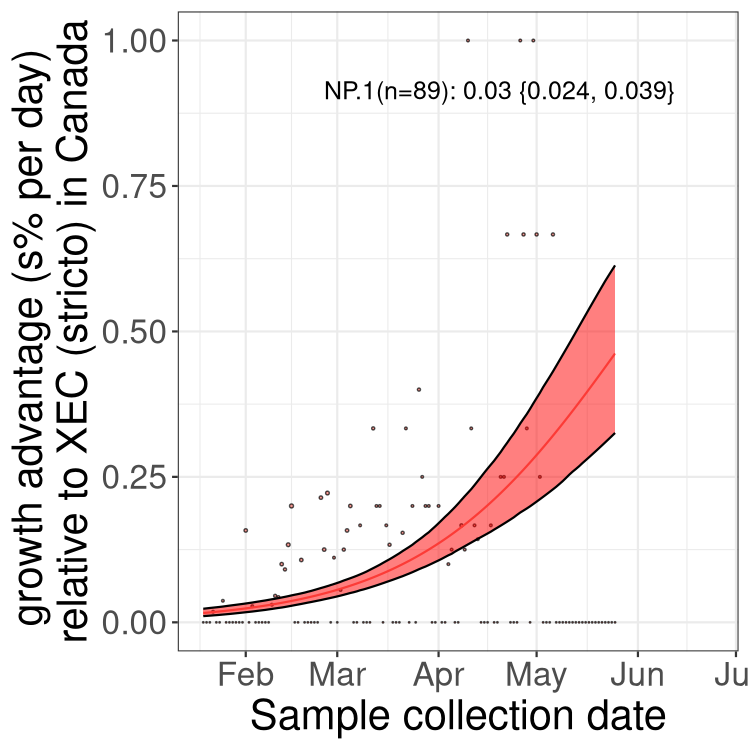 growth advantage (s% per day)
relative to XEC (stricto) in Canada
1.00
0.75
0.50
0.25
0.00
NP.1(n=89): 0.03 {0.024, 0.039}
Feb Mar Apr May Jun Ju
Sample collection date